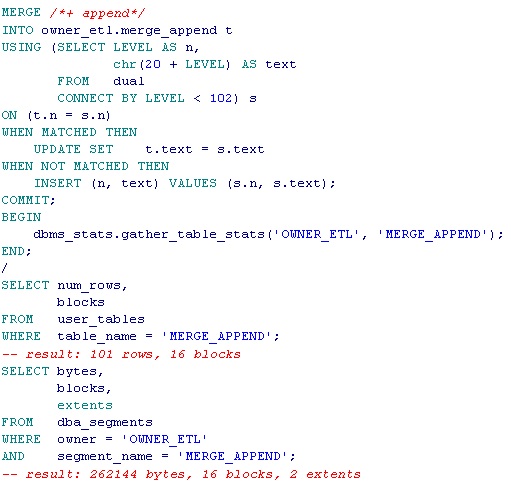 MERGE /*+ append*/
INTO owner_etl.merge_append t
USING (SELECT LEVEL AS n,
              chr(20 + LEVEL) AS text
       FROM   dual
       CONNECT BY LEVEL < 102) s
ON (t.n = s.n)
WHEN MATCHED THEN
    UPDATE SET    t.text = s.text
WHEN NOT MATCHED THEN
    INSERT (n, text) VALUES (s.n, s.text);
COMMIT;
BEGIN
    dbms_stats.gather_table_stats('OWNER_ETL', 'MERGE_APPEND');
END;
/
SELECT num_rows,
       blocks
FROM   user_tables
WHERE  table_name = 'MERGE_APPEND';
-- result: 101 rows, 16 blocks
SELECT bytes,
       blocks,
       extents
FROM   dba_segments
WHERE  owner = 'OWNER_ETL'
AND    segment_name = 'MERGE_APPEND';
-- result: 262144 bytes, 16 blocks, 2 extents